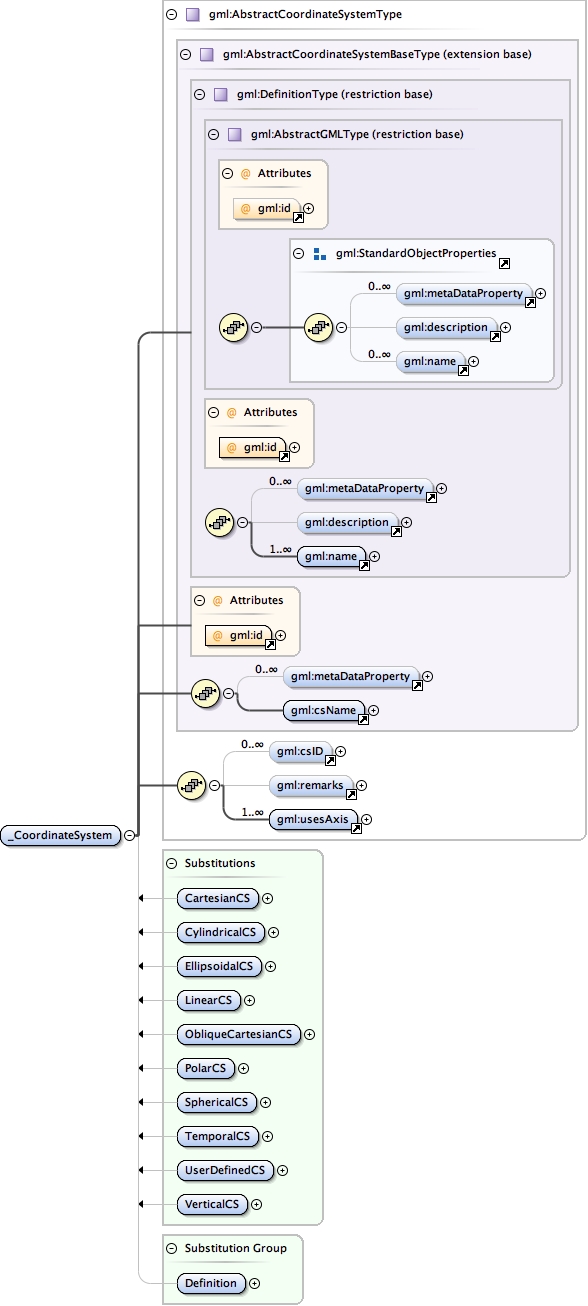 gml:AbstractCoordinateSystemType
gml:AbstractCoordinateSystemBaseType (extension base)
gml:DefinitionType (restriction base)
gml:AbstractGMLType (restriction base)
@ Attributes
@ gml:id
gml:StandardObjectProperties
0..∞ gml:metaDataProperty
gml:description
0..∞ gml:name
@ Attributes
@ gml:id
0..∞ gml:metaDataProperty
gml:description
1..∞ gml:name
@ Attributes
@ gml:id
0..∞ gml:metaDataProperty
gml:csName
0..∞ gml:csID
gml:remarks
1..∞ gml:usesAxis
_CoordinateSystem
Substitutions
CartesianCS
CylindricalCS
EllipsoidalCS
LinearCS
ObliqueCartesianCS
PolarCS
SphericalCS
TemporalCS
UserDefinedCS
VerticalCS
Substitution Group
Definition